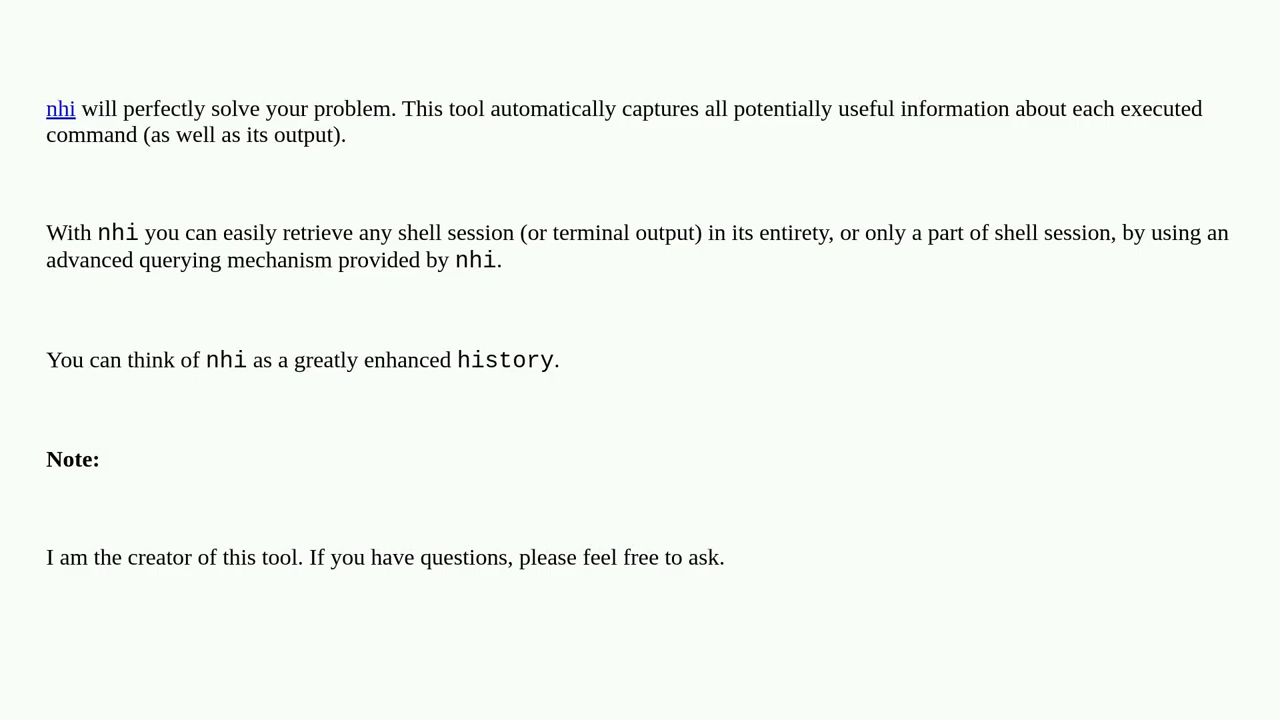 nhi will perfectly solve your problem. This tool automatically captures all potentially useful information about each executed
command (as well as its output).
With nhi you can easily retrieve any shell session (or terminal output) in its entirety, or only a part of shell session, by using an
advanced querying mechanism provided by nhi.
You can think of nhi as a greatly enhanced history.
Note:
I am the creator of this tool. If you have questions, please feel free to ask.